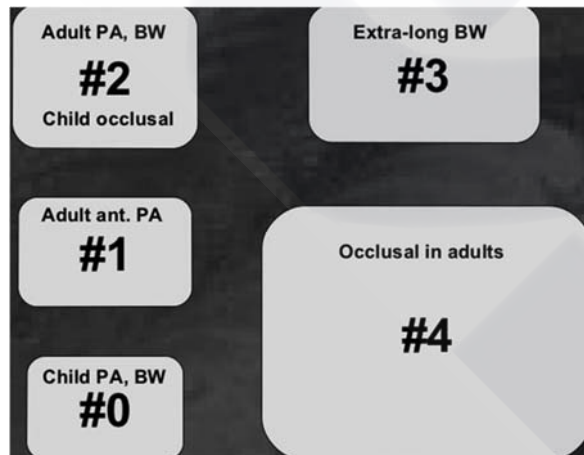 Adult PA, BW
#2
Child occlusal
Extra-long BW
#3
Adult ant. PA
#1
Occlusal in adults
#4
Child PA, BW
#0